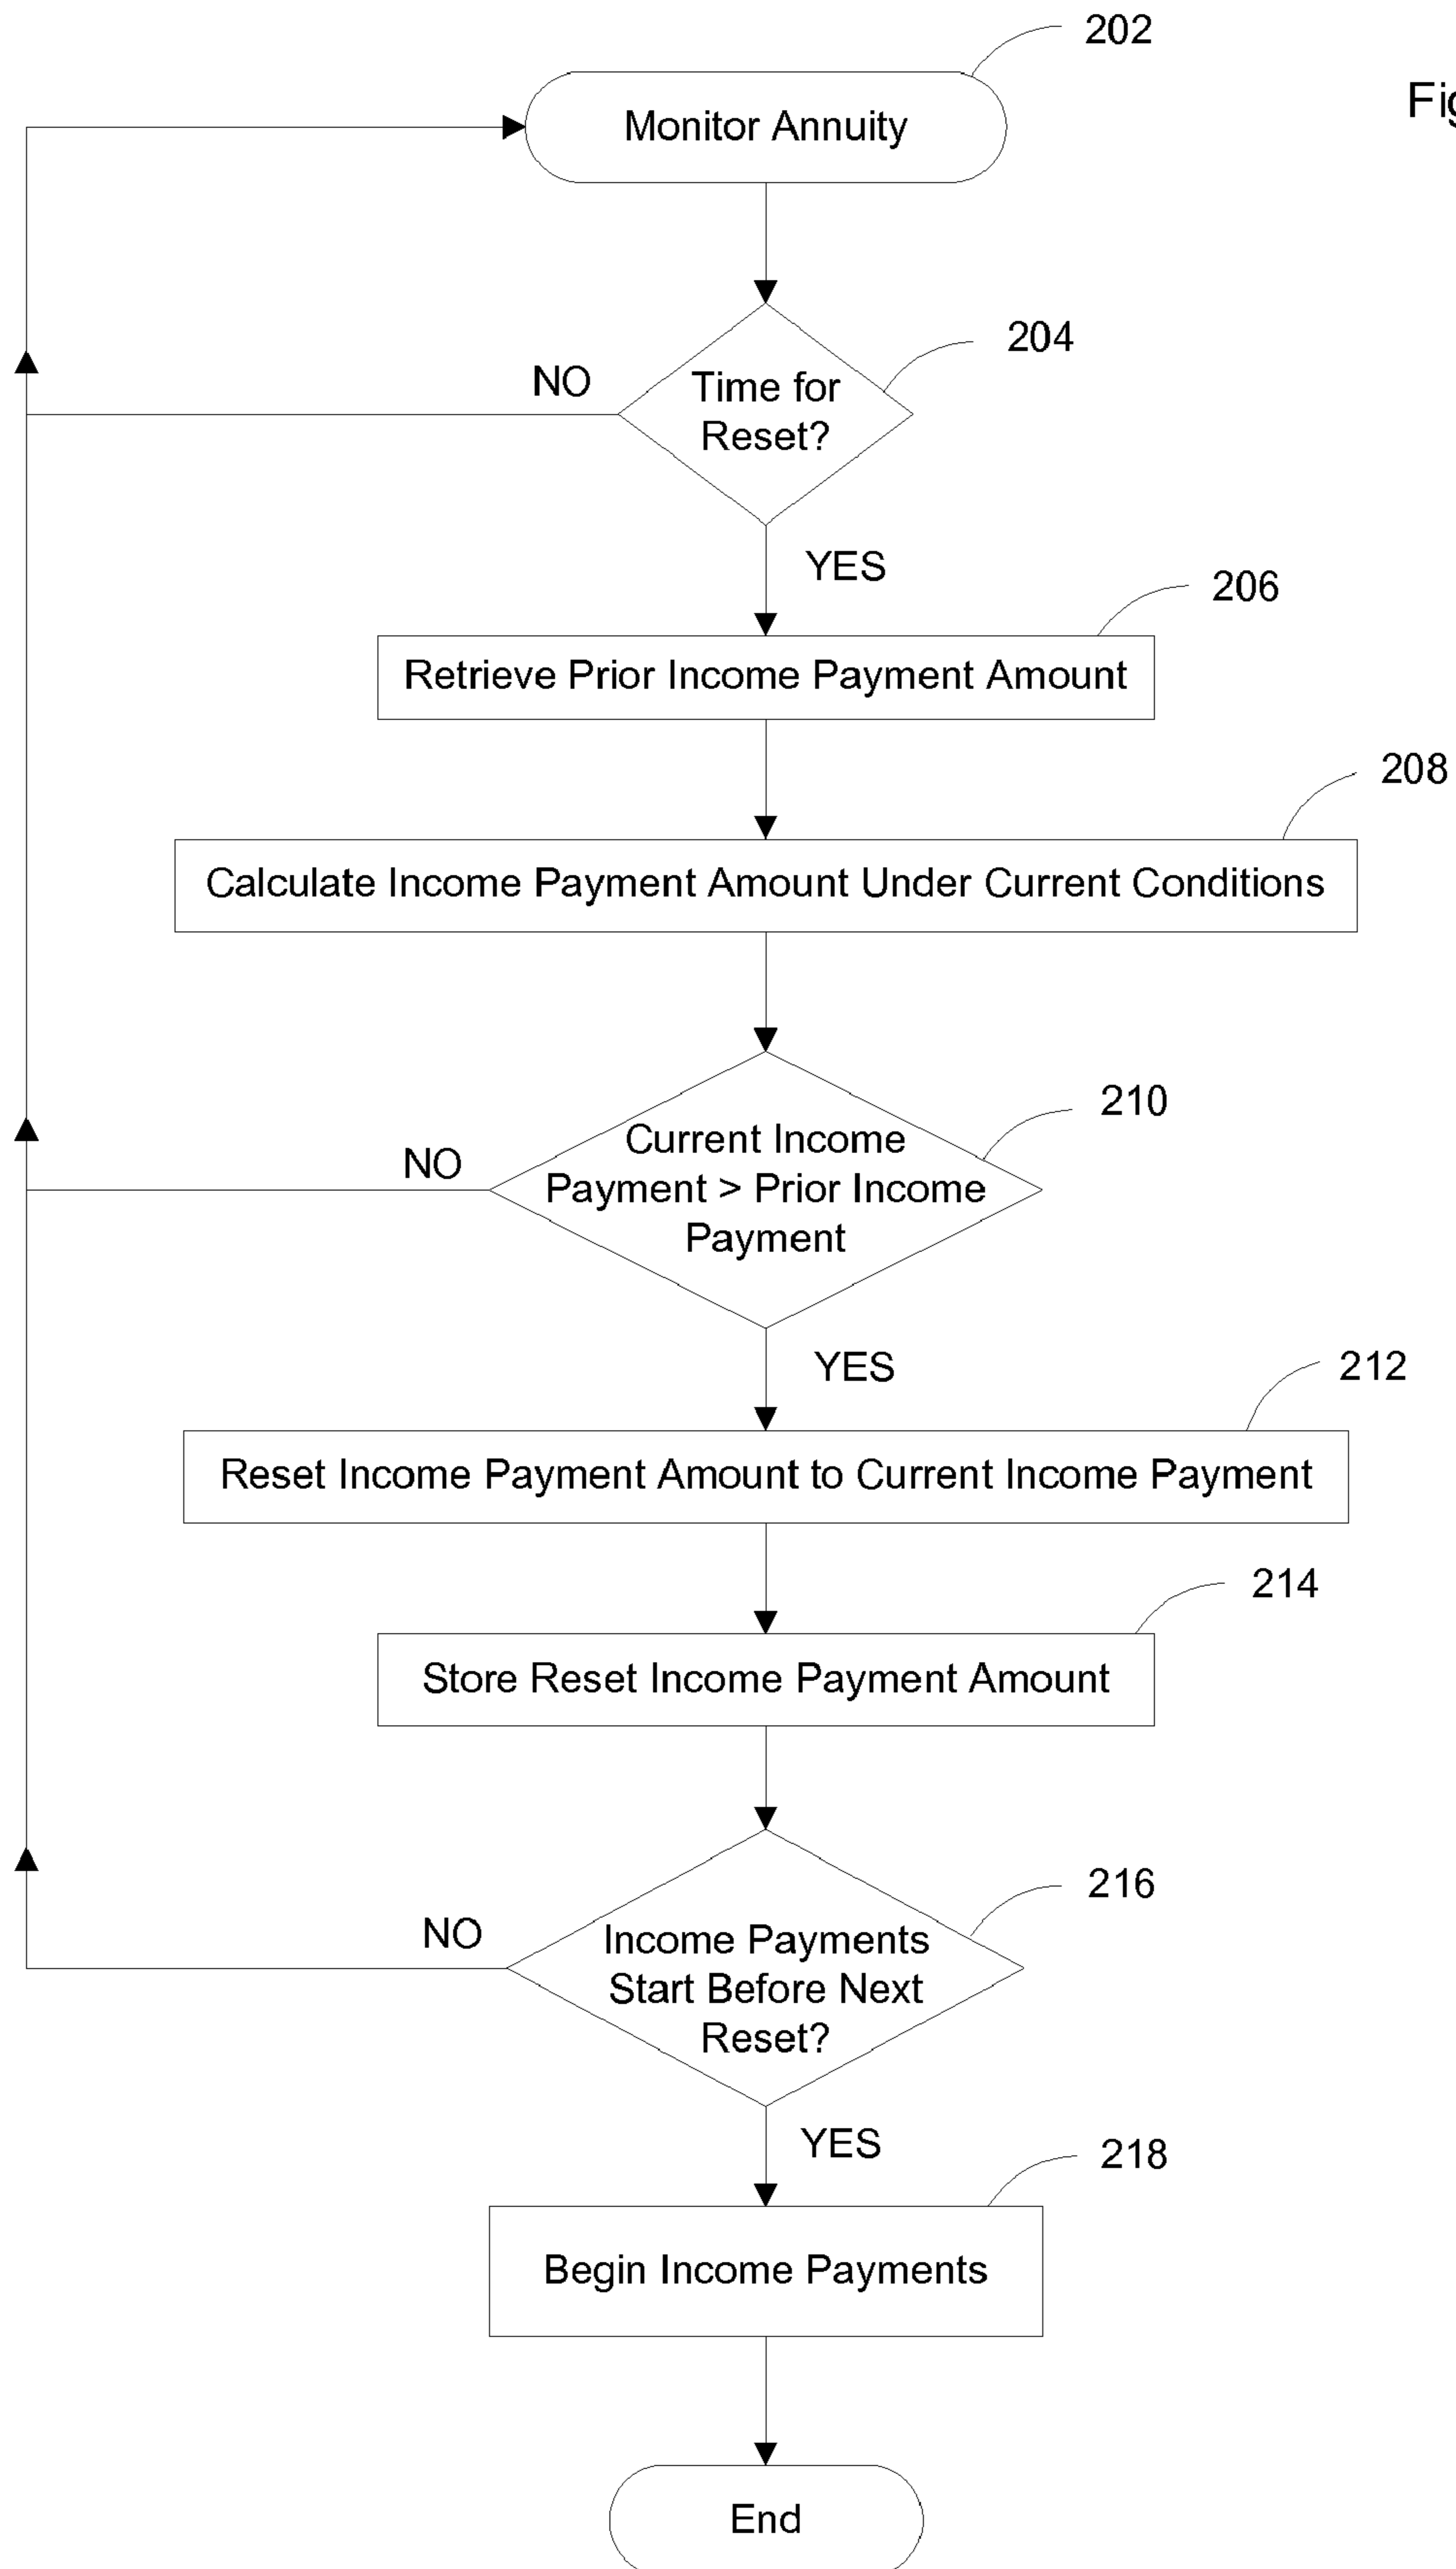 202
Fig
Monitor Annuity
204
NO
Time for
Reset?
YES
206
Retrieve Prior Income Payment Amount
208
Calculate Income Payment Amount Under Current Conditions
210
NO
Current Income
Payment > Prior Income
Payment
YES
212
Reset Income Payment Amount to Current Income Payment
214
Store Reset Income Payment Amount
216
NO
Income Payments
Start Before Next
Reset?
YES
218
Begin Income Payments
End